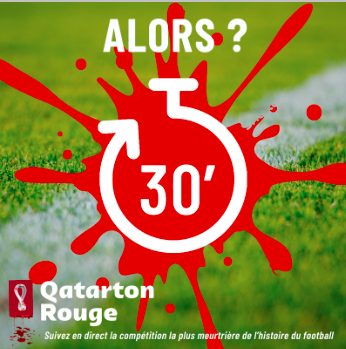 ALORS ?
30'
Qatarton
Rouge
Suivez en direct la compétition la plus meurtrière de l'histoire du football